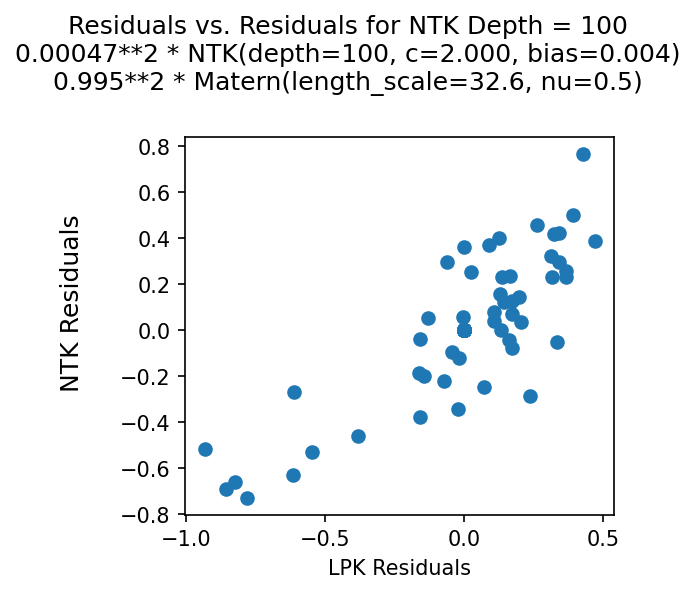 Residuals vs. Residuals for NTK Depth = 100
0.00047**2 * NTK(depth=100, c=2.000, bias=0.004)
0.995**2 * Matern(length_scale=32.6, nu=0.5)
0.8
0.6
0.4
0.2
0.0
−0.2
−0.4
−0.6
−0.8
NTK Residuals
−1.0
−0.5
0.0
0.5
LPK Residuals